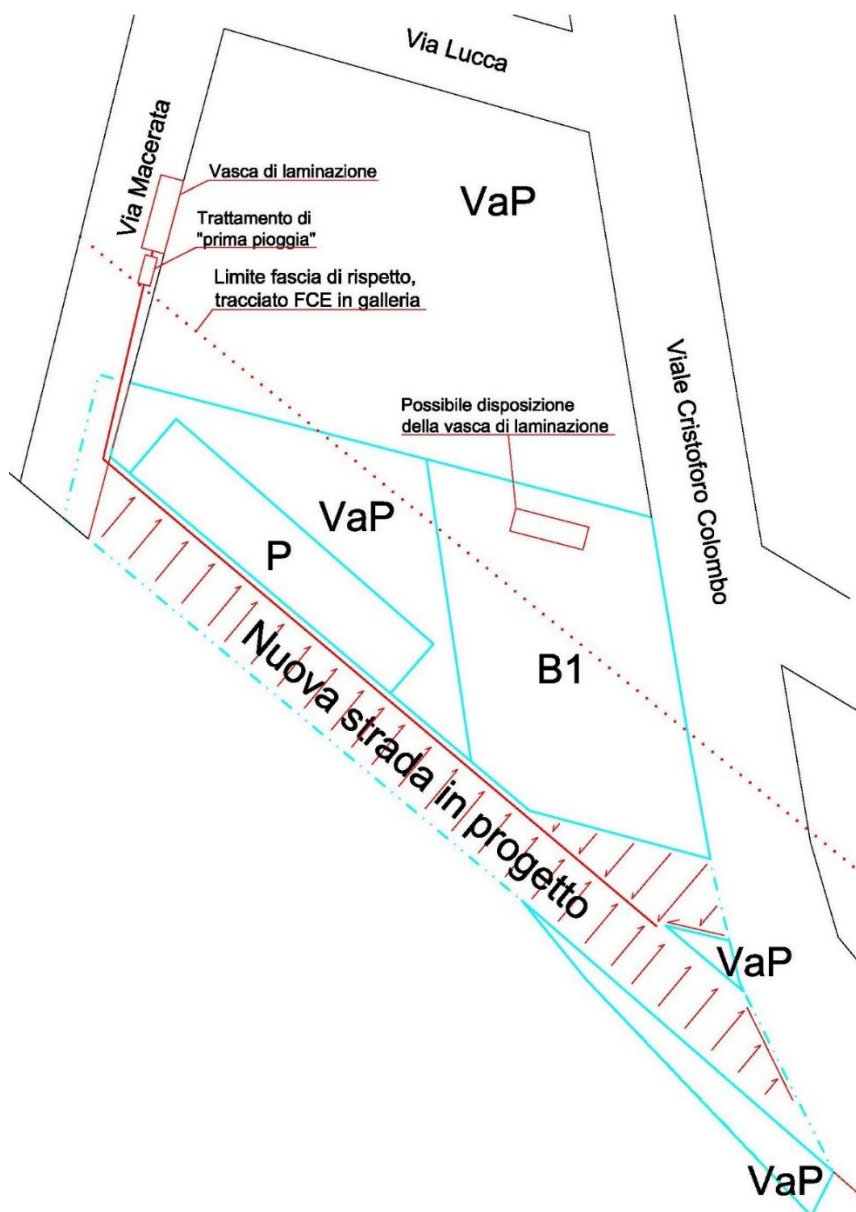 Via Lucca
Via Macerata
Vasca di laminazione
VaP
Trattamento di
"prima pioggia"
Limite fascia di rispetto,
tracciato FCE in galleria
Viale Cristoforo Colombo
Possibile disposizione
della vasca di laminazione
VaP
P
B1
Nuova strada in progetto
VaP
VaP